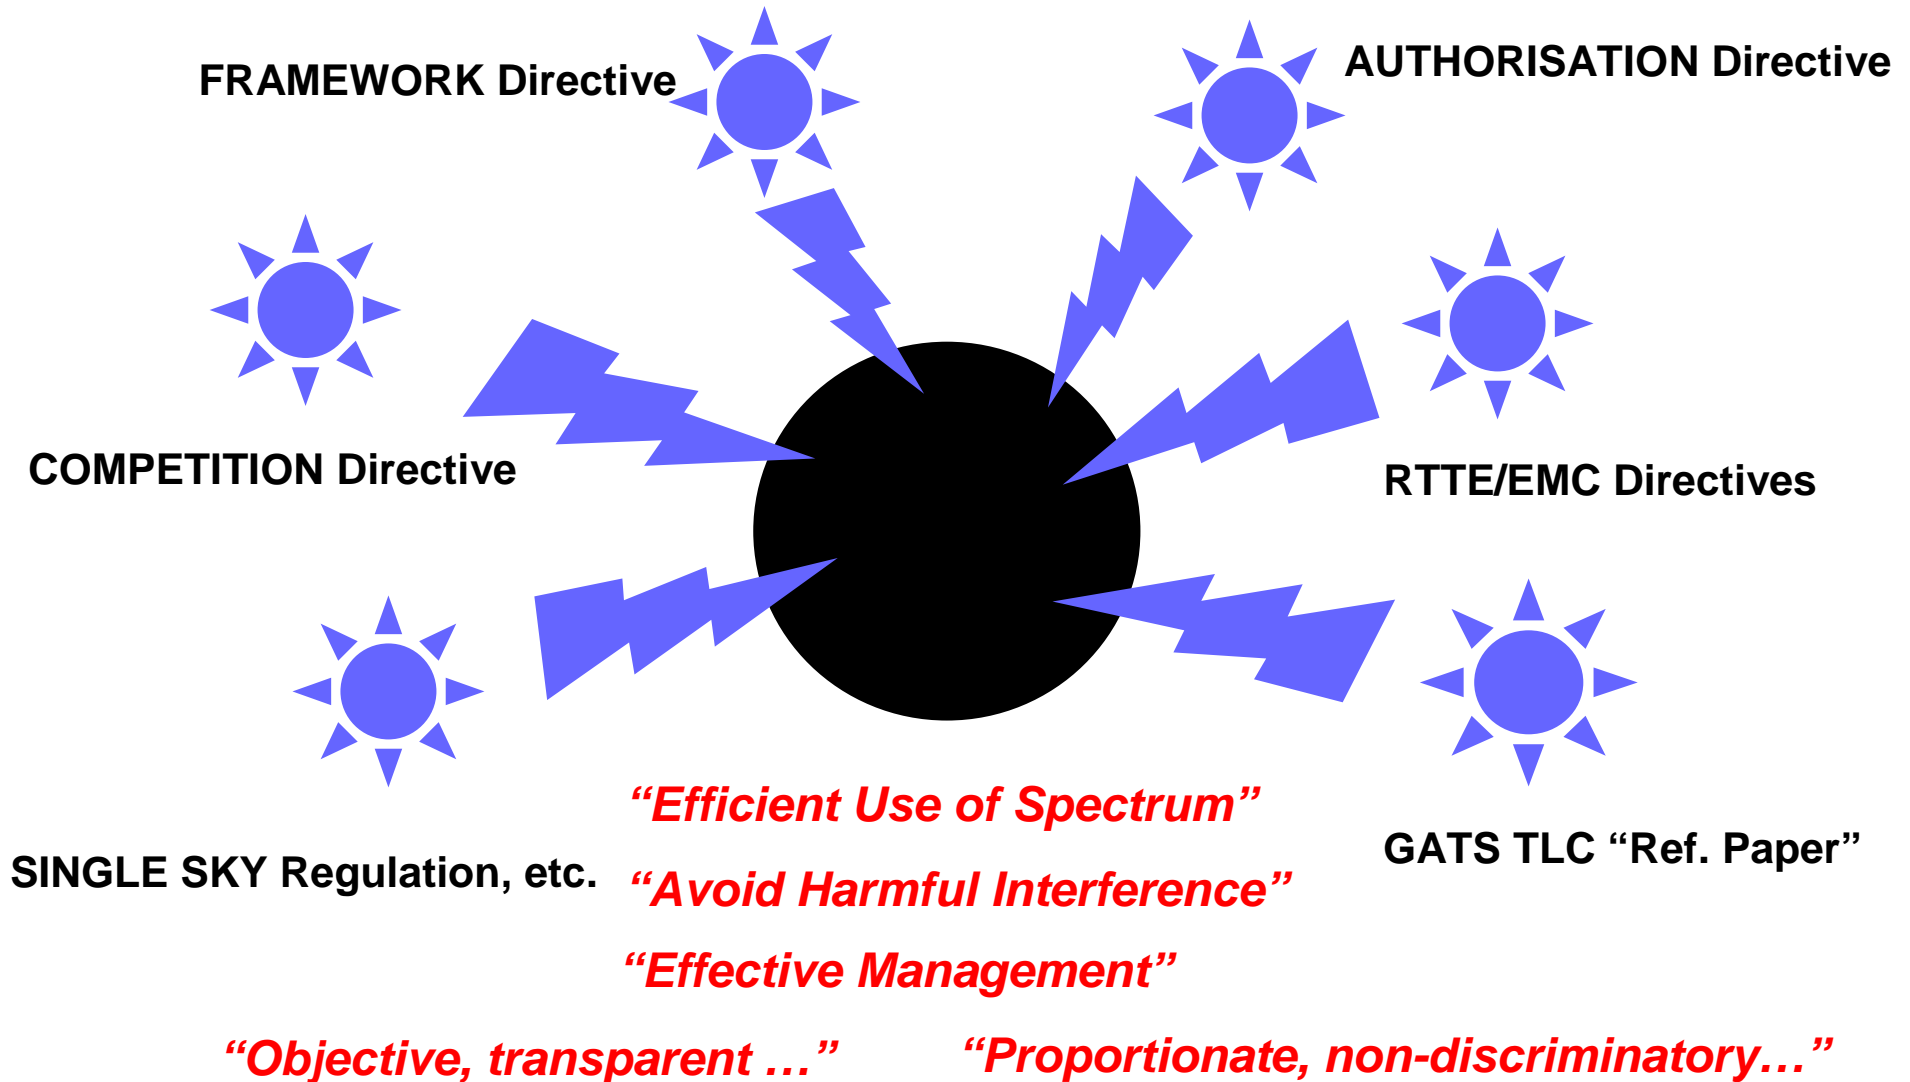 FRAMEWORK Directive
AUTHORISATION Directive
COMPETITION Directive
RTTE/EMC Directives
“Efficient Use of Spectrum”
GATS TLC “Ref. Paper”
SINGLE SKY Regulation, etc.
“Avoid Harmful Interference”
“Effective Management”
“Objective, transparent …”
“Proportionate, non-discriminatory…”